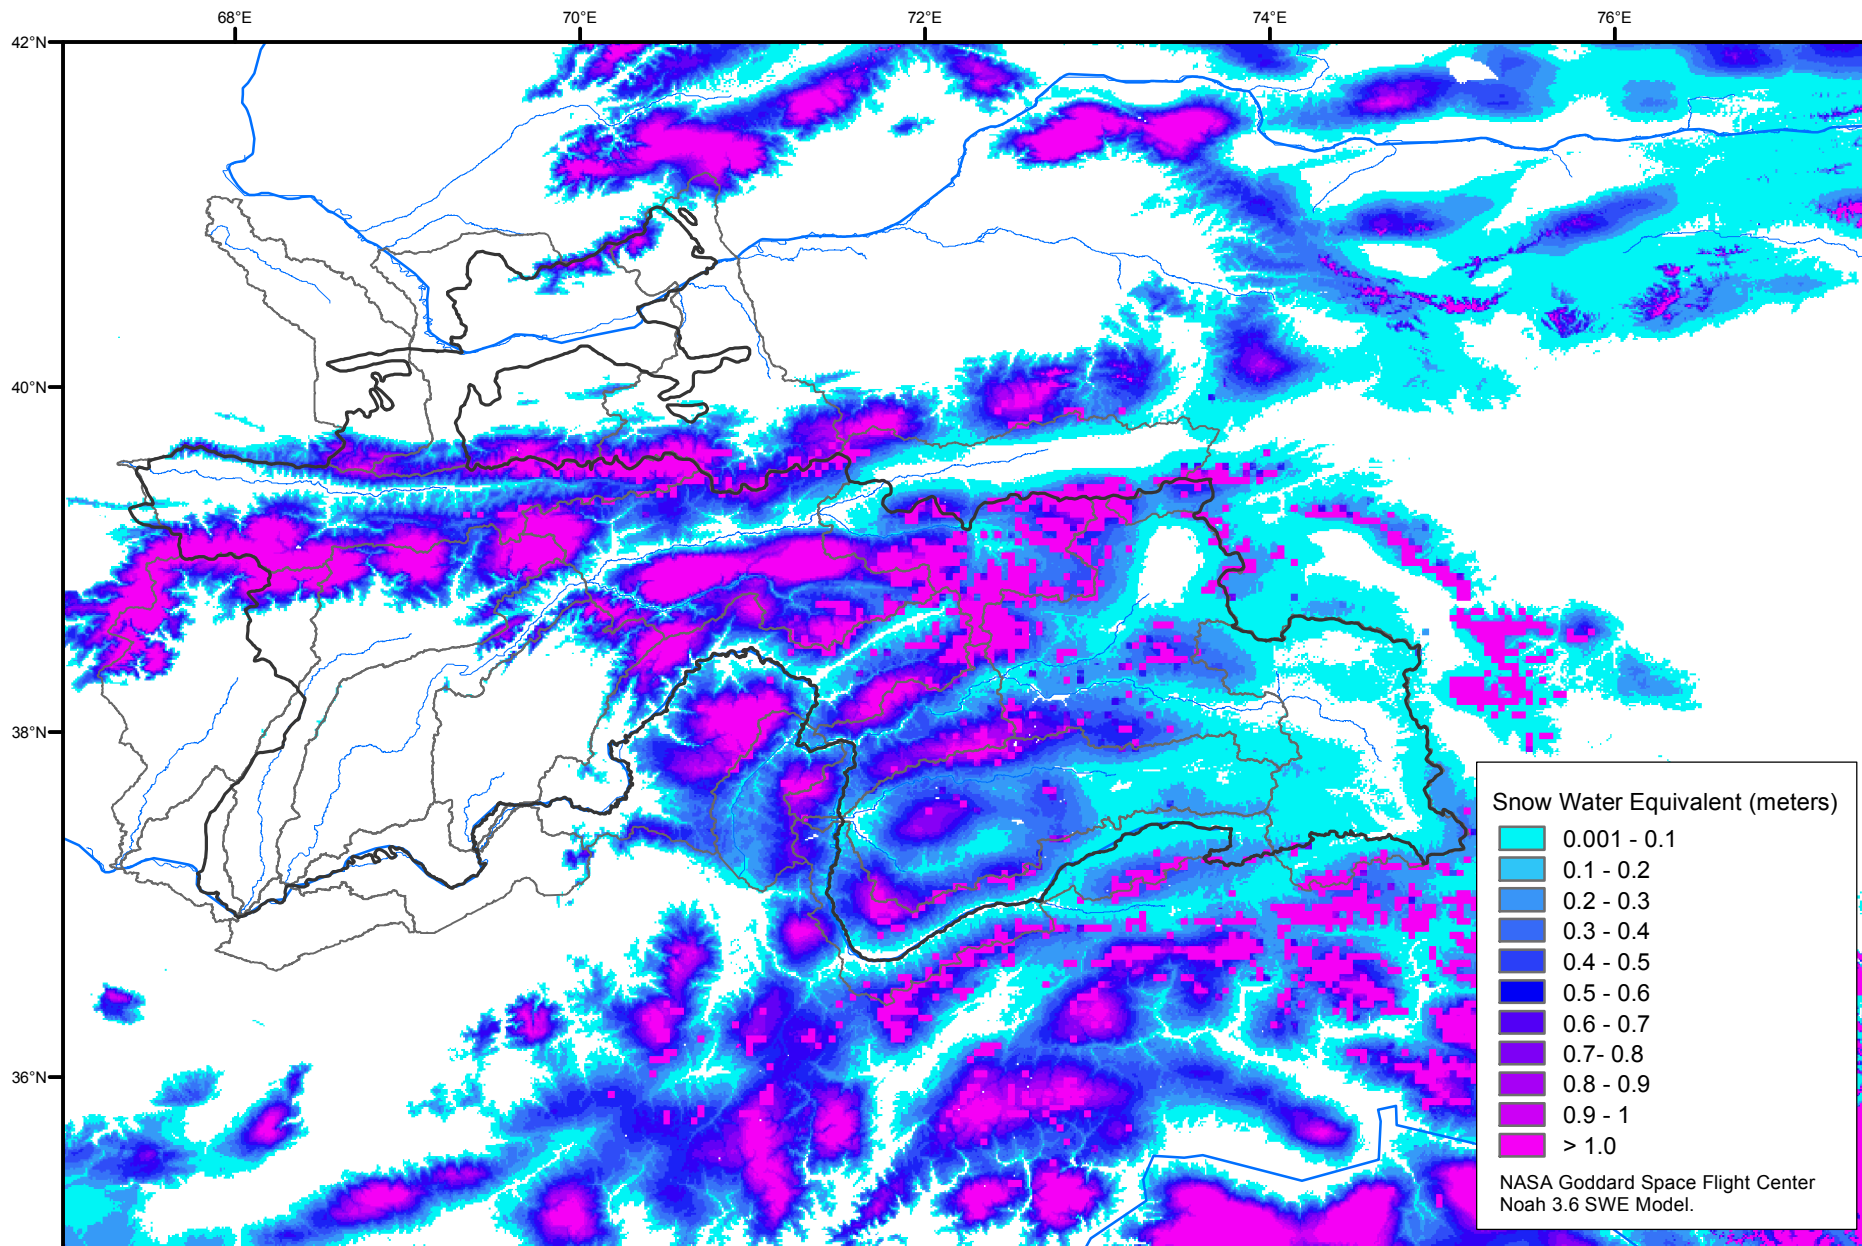 68°E 70°E 72°E 74°E 76°E
42°N
40°N
38°N
36°N
Snow Water Equivalent (meters)
0.001 - 0.1
0.1 - 0.2
0.2 - 0.3
0.3 - 0.4
0.4 - 0.5
0.5 - 0.6
0.6 - 0.7
0.7- 0.8
0.8 - 0.9
0.9 - 1
> 1.0
NASA Goddard Space Flight Center
Noah 3.6 SWE Model.